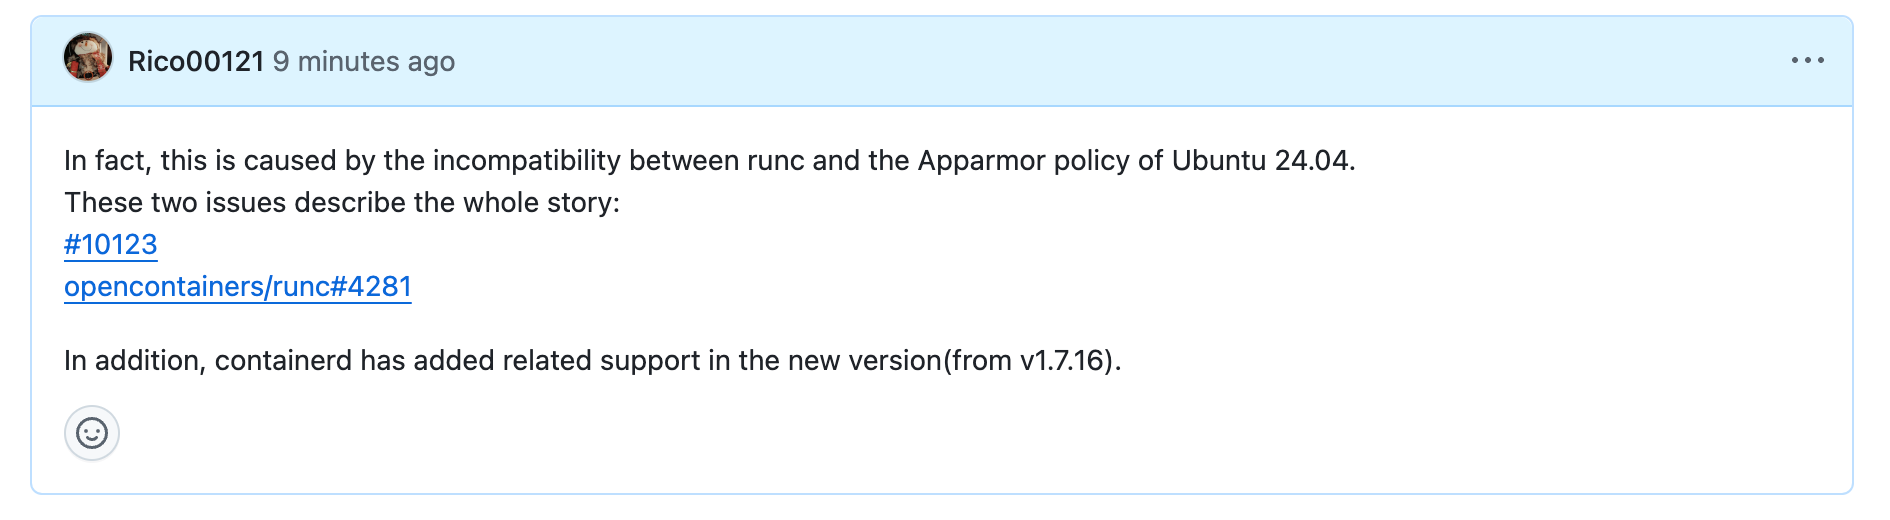 Rico00121 9 minutes ago
In fact, this is caused by the incompatibility between runc and the Apparmor policy of Ubuntu 24.04.
These two issues describe the whole story:
#10123
opencontainers/runc#4281
In addition, containerd has added related support in the new version(from v1.7.16).